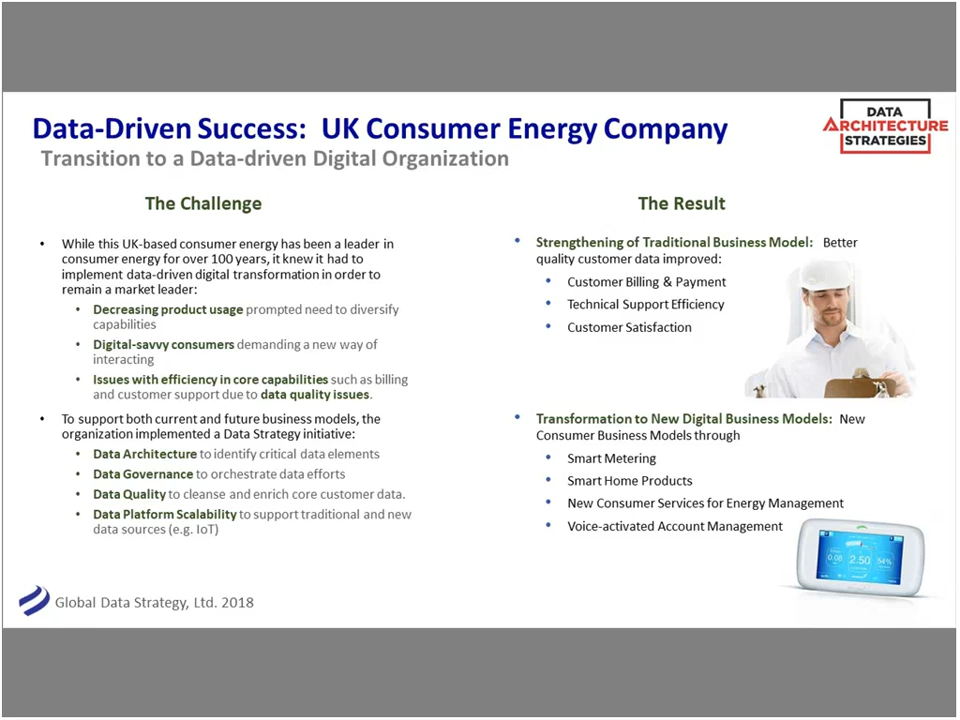 Data-Driven Success: UK Consumer Energy Company
Transition to a Data-driven Digital Organization
DATA
ARCHITECTURE
STRATEGIES
The Challenge
• While this UK-based consumer energy has been a leader in
consumer energy for over 100 years, it knew it had to
implement data-driven digital transformation in order to
remain a market leader:
• Decreasing product usage prompted need to diversify
capabilities
• Digital-savvy consumers demanding a new way of
interacting
• Issues with efficiency in core capabilities such as billing
and customer support due to data quality issues.
• To support both current and future business models, the
organization implemented a Data Strategy initiative:
• Data Architecture to identify critical data elements
• Data Governance to orchestrate data efforts
• Data Quality to cleanse and enrich core customer data.
• Data Platform Scalability to support traditional and new
data sources (e.g. IoT)
The Result
• Strengthening of Traditional Business Model: Better
quality customer data improved:
• Customer Billing & Payment
• Technical Support Efficiency
• Customer Satisfaction
• Transformation to New Digital Business Models: New
Consumer Business Models through
• Smart Metering
• Smart Home Products
• New Consumer Services for Energy Management
• Voice-activated Account Management
0.08 2.50 54%
Global Data Strategy, Ltd. 2018